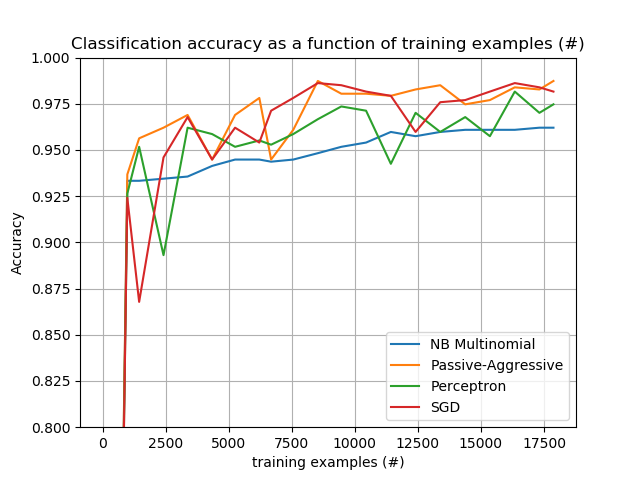 Classification accuracy as a function of training examples (#)
1.000
0.975
0.950
0.925
0.900
0.875
0.850
0.825
0.800
Accuracy
NB Multinomial
Passive-Aggressive
Perceptron
SGD
0 2500 5000 7500 10000 12500 15000 17500
training examples (#)